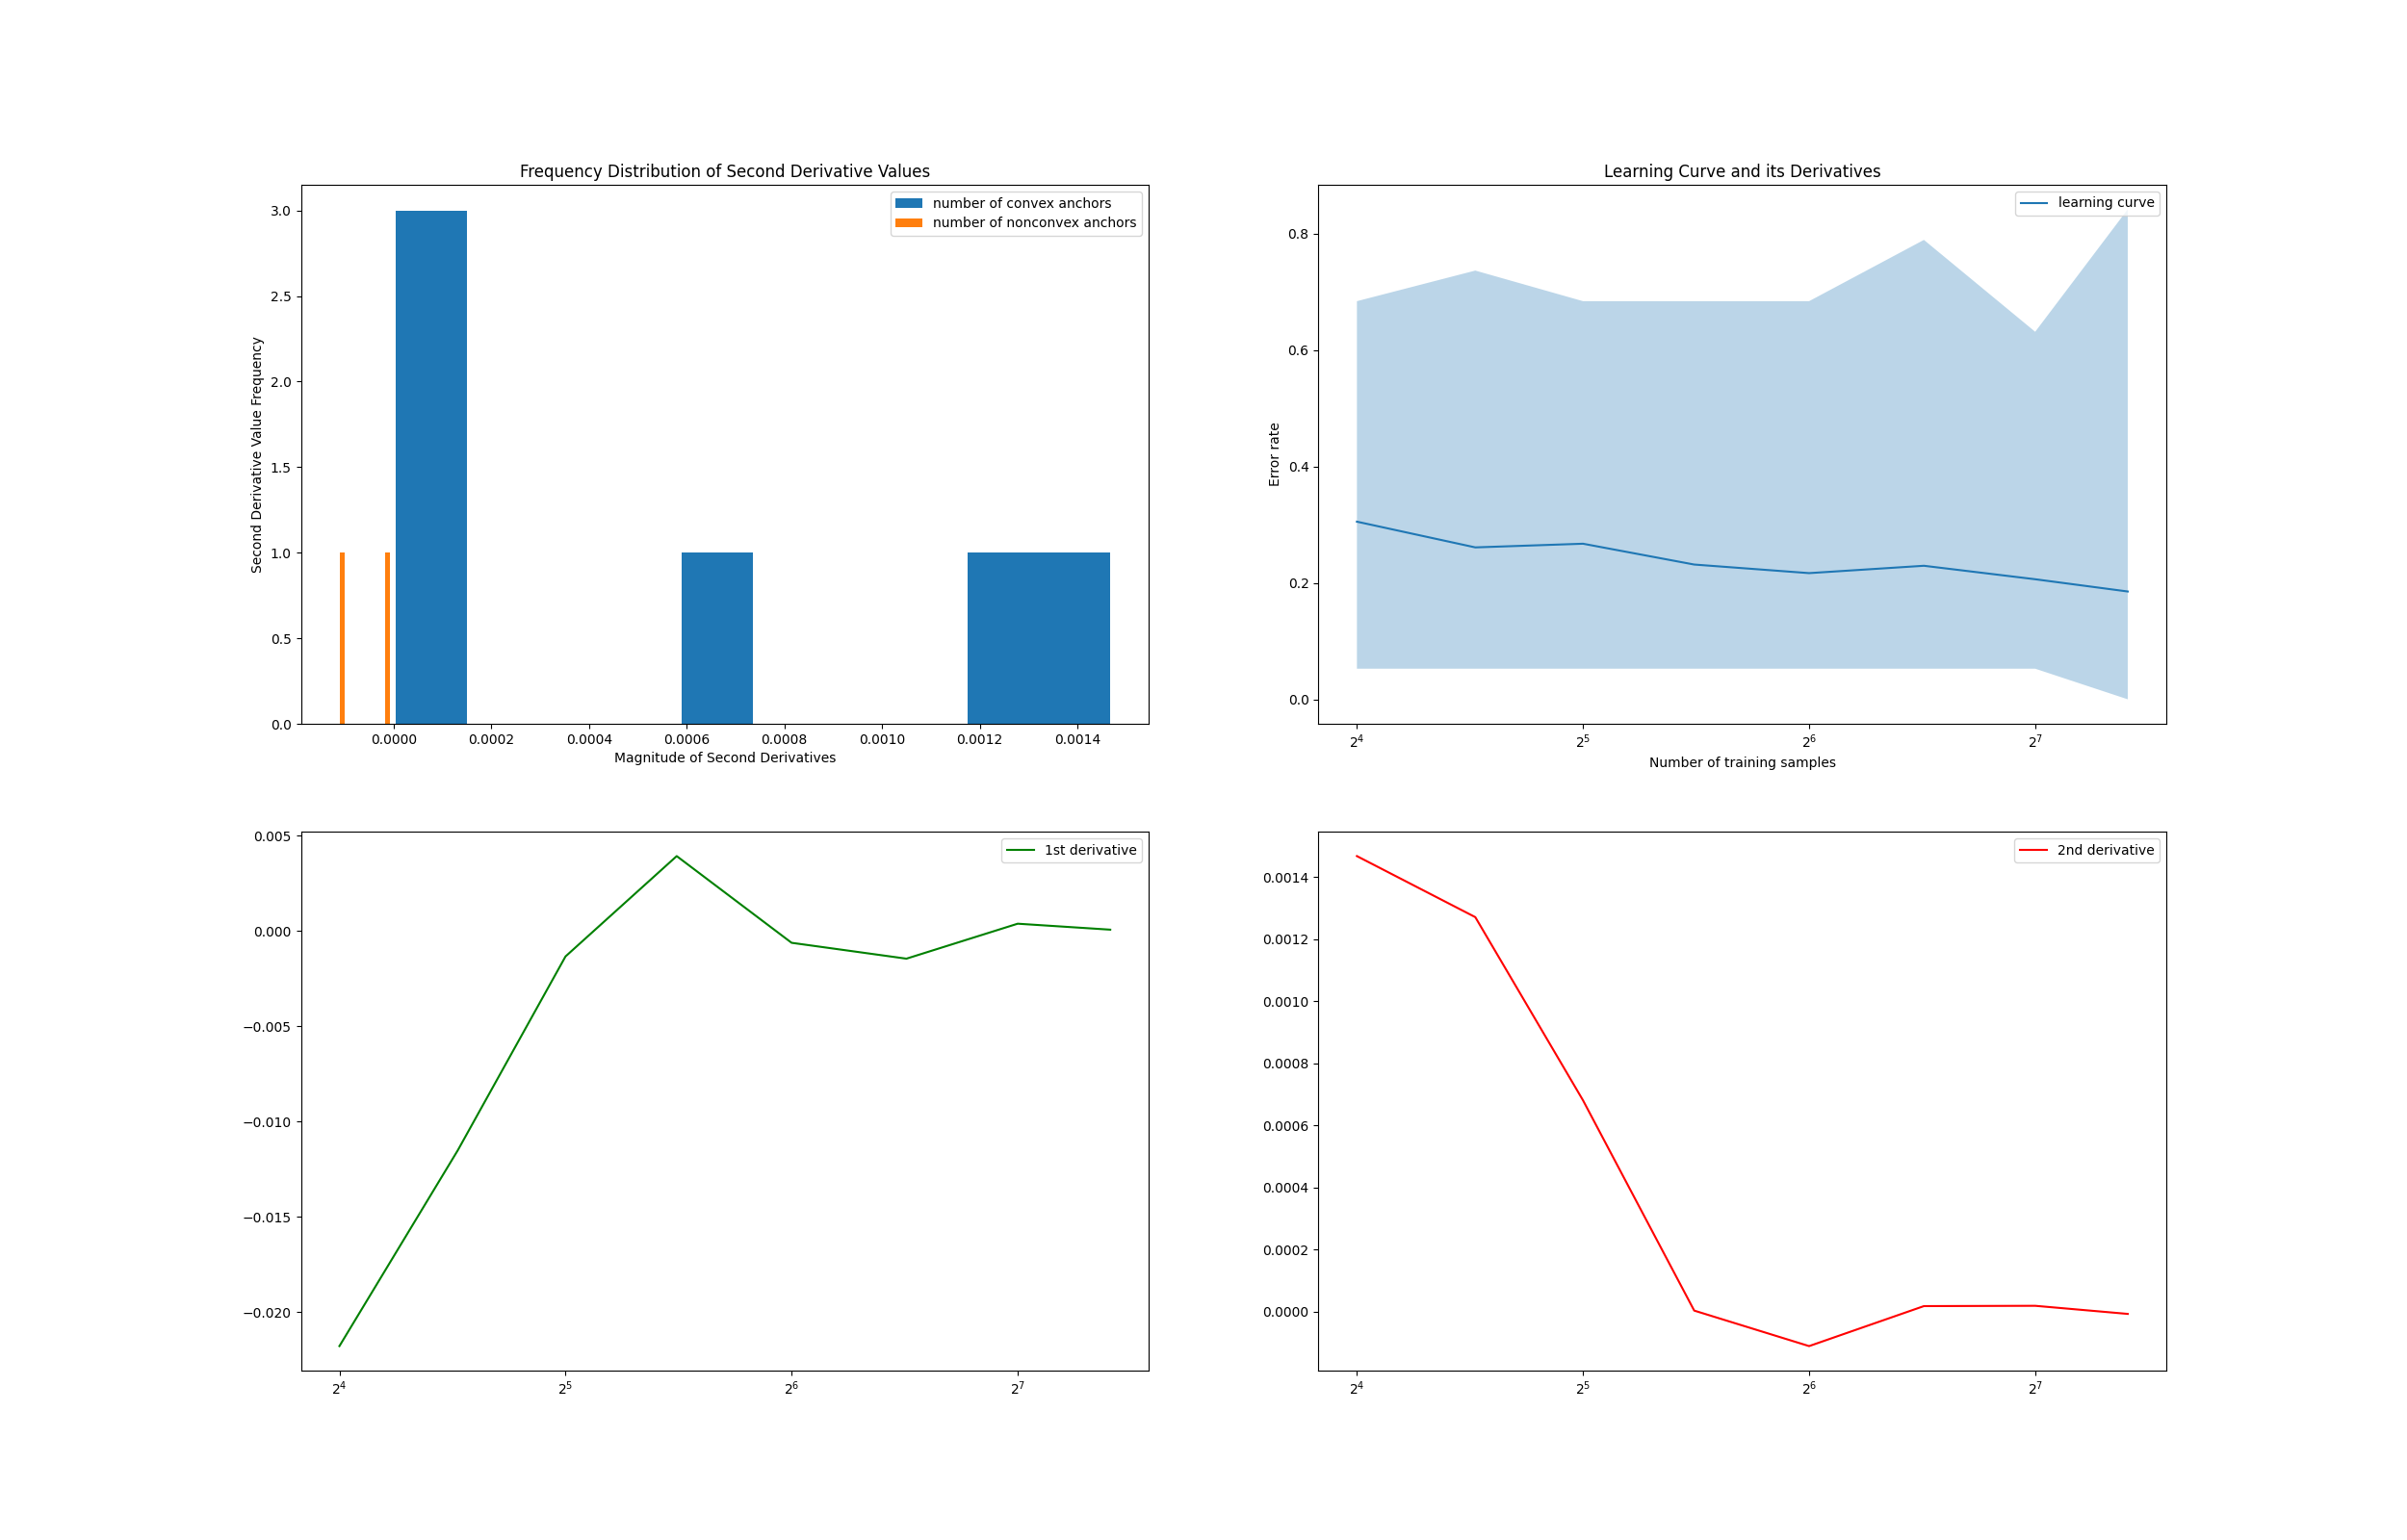 Frequency Distribution of Second Derivative Values
number of convex anchors
number of nonconvex anchors
Second Derivative Value Frequency
3.0
2.5
2.0
1.5
1.0
0.5
0.0
0.0000 0.0002 0.0004 0.0006 0.0008 0.0010 0.0012 0.0014
Magnitude of Second Derivatives
Learning Curve and its Derivatives
learning curve
Error rate
0.8
0.6
0.4
0.2
0.0
2^4 2^5 2^6 2^7
Number of training samples
1st derivative
0.005
0.000
−0.005
−0.010
−0.015
−0.020
2^4 2^5 2^6 2^7
2nd derivative
0.0014
0.0012
0.0010
0.0008
0.0006
0.0004
0.0002
0.0000
2^4 2^5 2^6 2^7